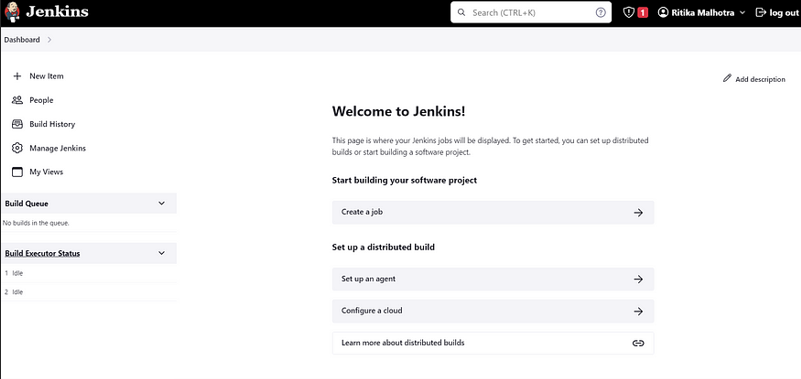 Jenkins
Search (CTRL+K)
?
1
Ritika Malhotra
log out
Dashboard
New Item
People
Build History
Manage Jenkins
My Views
Build Queue
No builds in the queue.
Build Executor Status
1 Idle
2 Idle
Add description
Welcome to Jenkins!
This page is where your Jenkins jobs will be displayed. To get started, you can set up distributed
builds or start building a software project.
Start building your software project
Create a job
Set up a distributed build
Set up an agent
Configure a cloud
Learn more about distributed builds